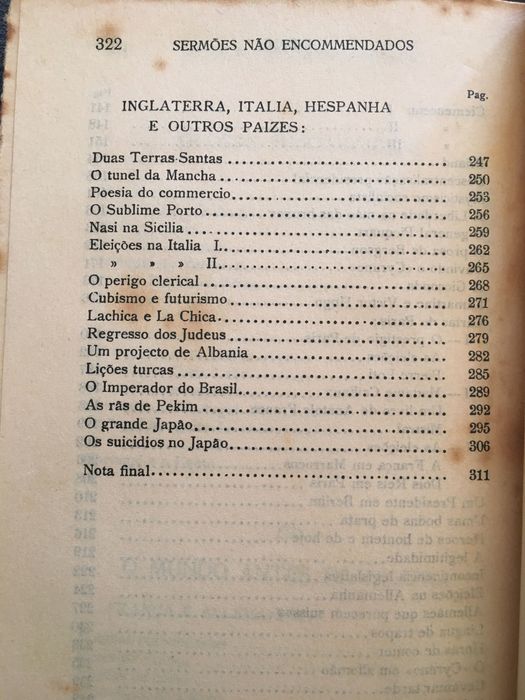 322 SERMÕES NÃO ENCOMMENDADOS
Pag.
INGLATERRA, ITALIA, HESPANHA
E OUTROS PAIZES:
Duas Terras-Santas 247
O tunel da Mancha 250
Poesia do commercio 253
O Sublime Porto 256
Nasi na Sicilia 259
Eleições na Italia I. 262
» » » II. 265
O perigo clerical 268
Cubismo e futurismo 271
Lachica e La Chica 276
Regresso dos Judeus 279
Um projecto de Albania 282
Lições turcas 285
O Imperador do Brasil 289
As rãs de Pekim 292
O grande Japão 295
Os suicidios no Japão 306
Nota final 311